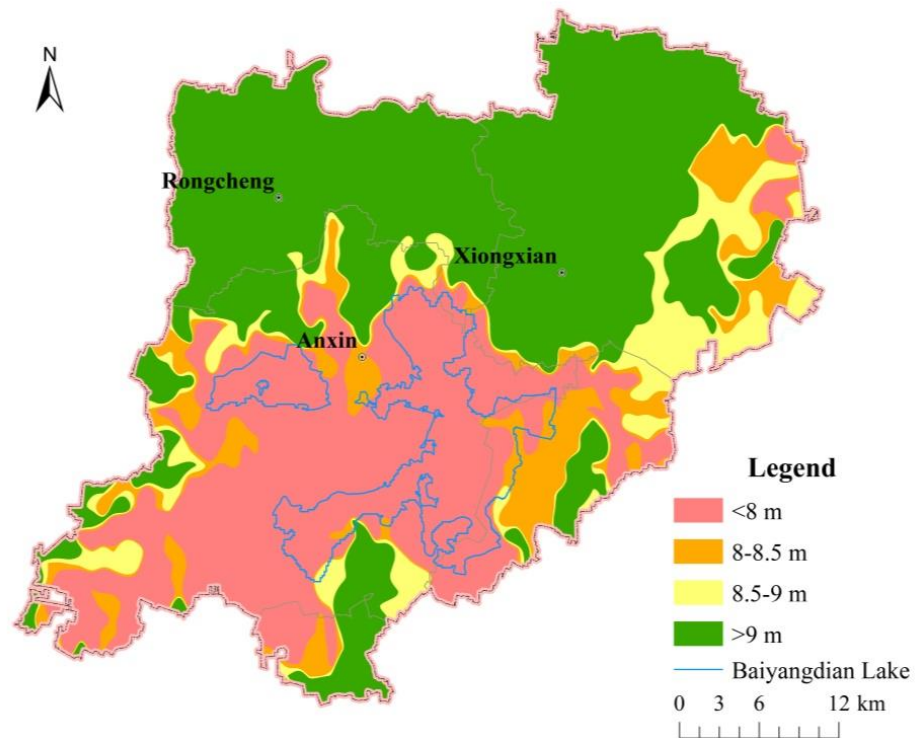 N
Rongcheng
Xiongxian
Anxin
Legend
<8 m
8-8.5 m
8.5-9 m
>9 m
Baiyangdian Lake
0 3 6 12 km